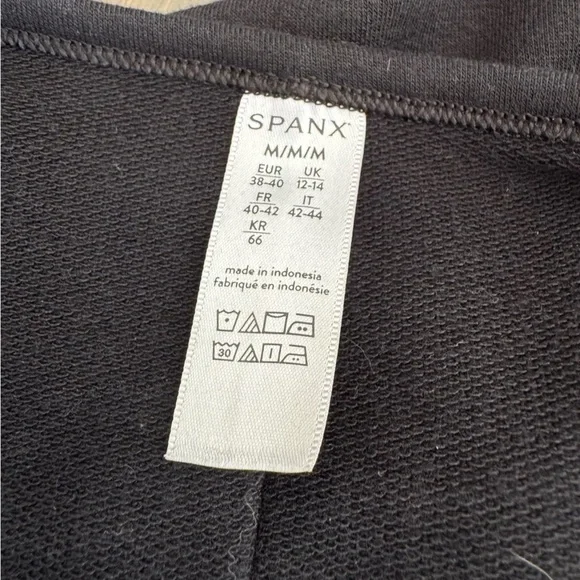 SPANX
M/M/M
EUR UK
38-40 12-14
FR IT
40-42 42-44
KR
66
made in indonesia
fabriqué en indonésie
30